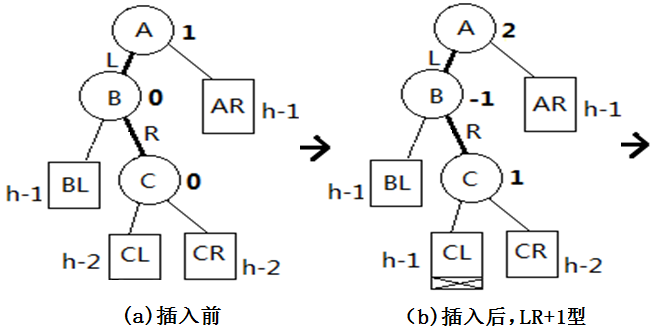 A 1
L
B 0
AR h-1
R
h-1 BL
C 0
h-2 CL
CR h-2
(a)插入前
A 2
L
B -1
AR h-1
R
h-1 BL
C 1
h-1 CL
CR h-2
(b)插入后,LR+1型